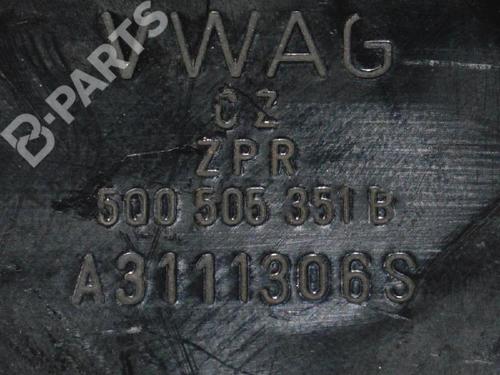 B-PARTS
VWAG
CZ
ZPR
5Q0 505 351 B
A3111306S